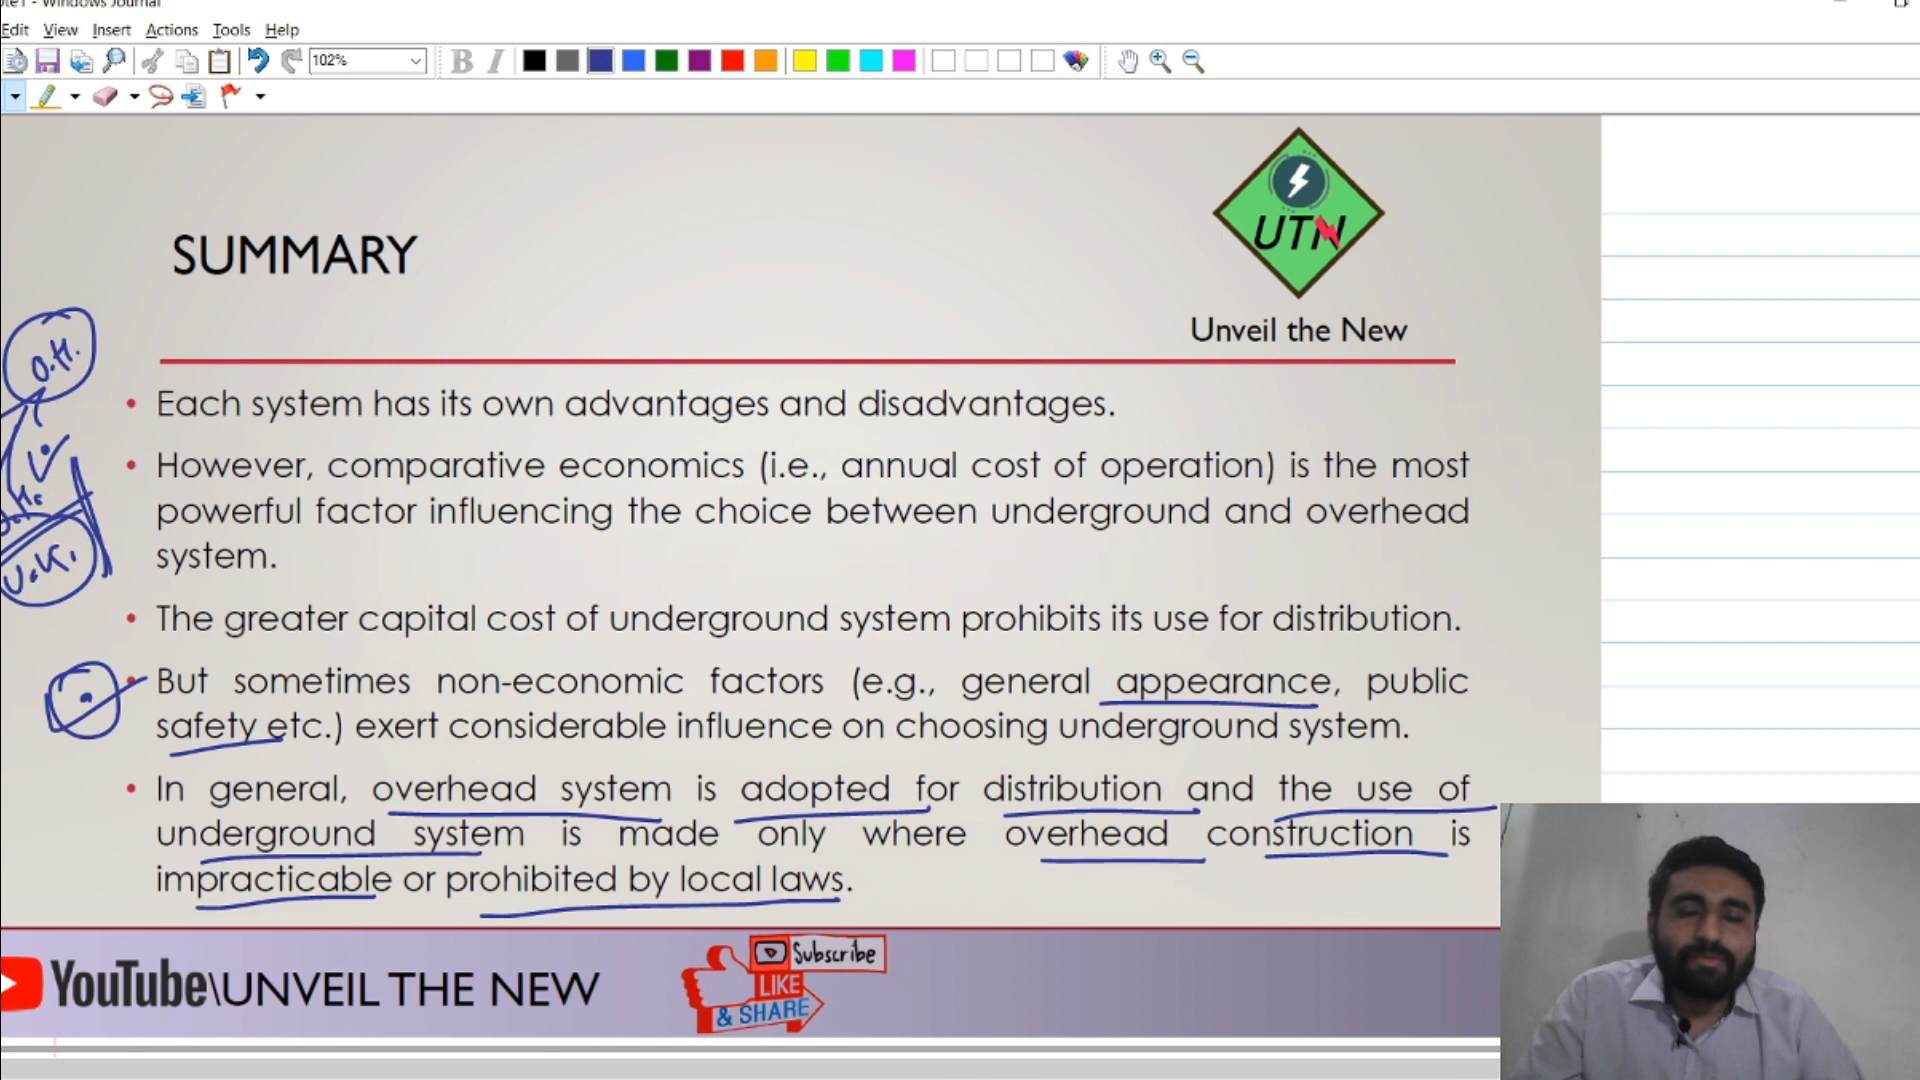 ote1 - Windows Journal
Edit View Insert Actions Tools Help
102% B I
UTN
SUMMARY
Unveil the New
O.H.
• Each system has its own advantages and disadvantages.
• However, comparative economics (i.e., annual cost of operation) is the most
powerful factor influencing the choice between underground and overhead
system.
• The greater capital cost of underground system prohibits its use for distribution.
• But sometimes non-economic factors (e.g., general appearance, public
safety etc.) exert considerable influence on choosing underground system.
• In general, overhead system is adopted for distribution and the use of
underground system is made only where overhead construction is
impracticable or prohibited by local laws.
YouTube\UNVEIL THE NEW
Subscribe
LIKE
& SHARE